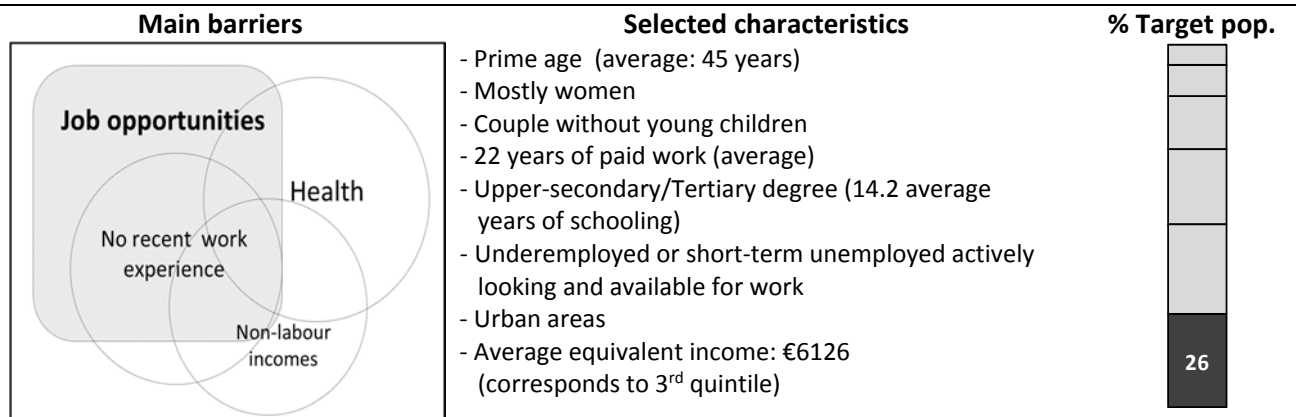 Main barriers
Job opportunities
Health
No recent work
experience
Non-labour
incomes
Selected characteristics
- Prime age (average: 45 years)
- Mostly women
- Couple without young children
- 22 years of paid work (average)
- Upper-secondary/Tertiary degree (14.2 average
years of schooling)
- Underemployed or short-term unemployed actively
looking and available for work
- Urban areas
- Average equivalent income: €6126
(corresponds to 3rd quintile)
% Target pop.
26